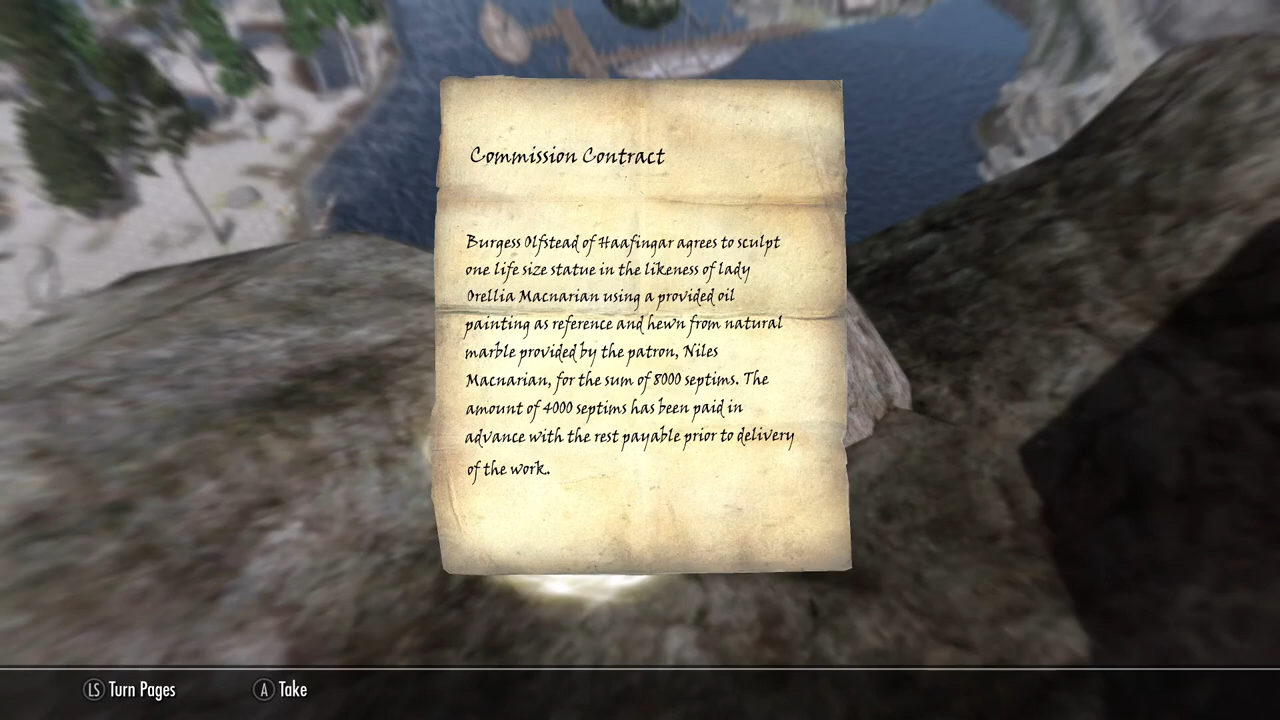 Commission Contract
Burgess Olfstead of Haafingar agrees to sculpt
one life size statue in the likeness of lady
Orellia Macnarian using a provided oil
painting as reference and hewn from natural
marble provided by the patron, Niles
Macnarian, for the sum of 8000 septims. The
amount of 4000 septims has been paid in
advance with the rest payable prior to delivery
of the work.
LS Turn Pages
A Take